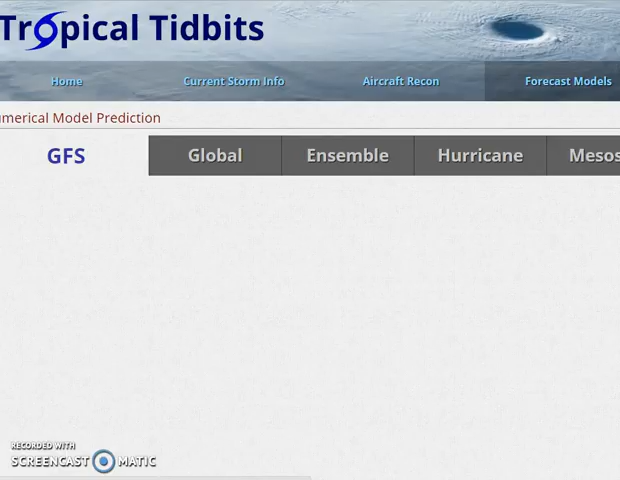 Tropical Tidbits
Home Current Storm Info Aircraft Recon Forecast Models
umerical Model Prediction
GFS Global Ensemble Hurricane Mesos
RECORDED WITH
SCREENCAST MATIC